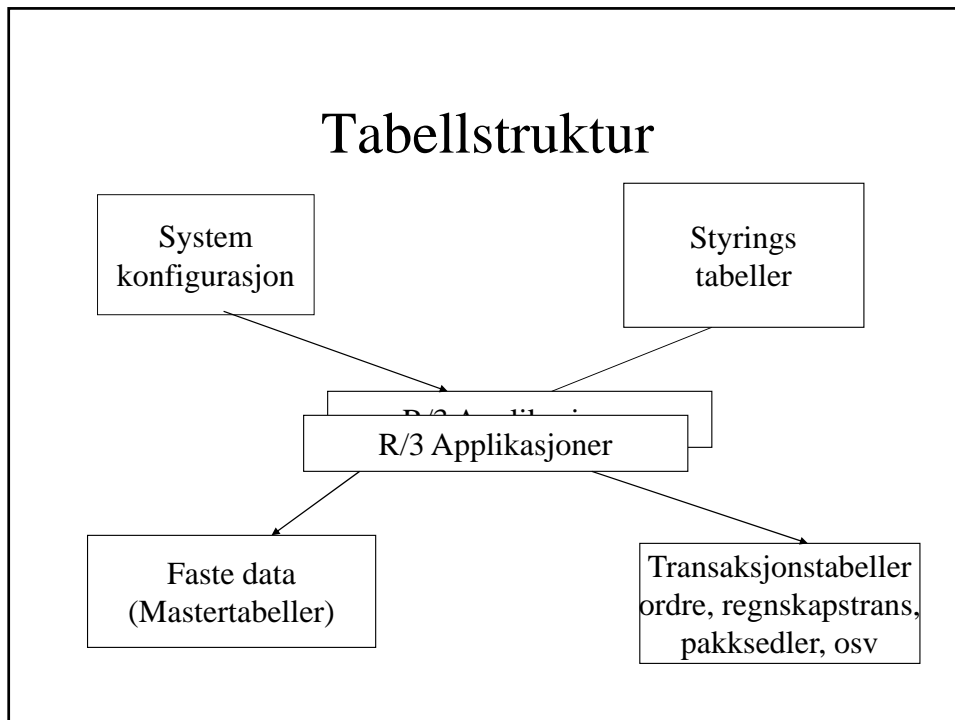 Tabellstruktur
System
konfigurasjon
Styrings
tabeller
R/3 Applikasjoner
Faste data
(Mastertabeller)
Transaksjonstabeller
ordre, regnskapstrans,
pakksedler, osv